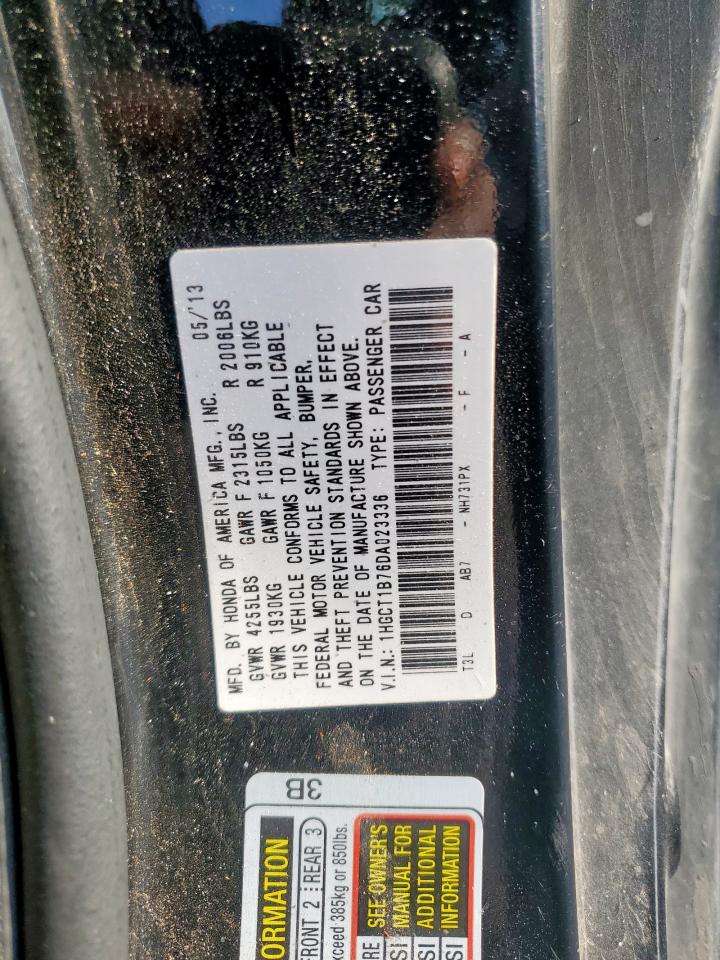 MFD. BY HONDA OF AMERICA MFG., INC. 05/'13
GVWR 4255LBS GAWR F 2315LBS R 2006LBS
GVWR 1930KG GAWR F 1050KG R 910KG
THIS VEHICLE CONFORMS TO ALL APPLICABLE
FEDERAL MOTOR VEHICLE SAFETY, BUMPER,
AND THEFT PREVENTION STANDARDS IN EFFECT
ON THE DATE OF MANUFACTURE SHOWN ABOVE.
V.I.N.: 1HGCT1B76DA023336 TYPE: PASSENGER CAR
T3L D AB7 - NH731PX - F - A
3B
ORMATION
FRONT 2 REAR 3
xceed 385kg or 850lbs.
SEE OWNER'S
MANUAL FOR
ADDITIONAL
INFORMATION